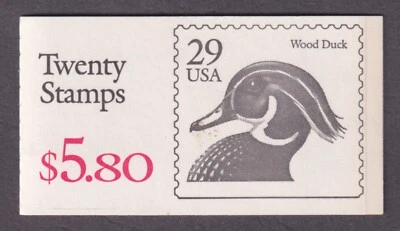 Twenty
Stamps
$5.80
29
USA
Wood Duck